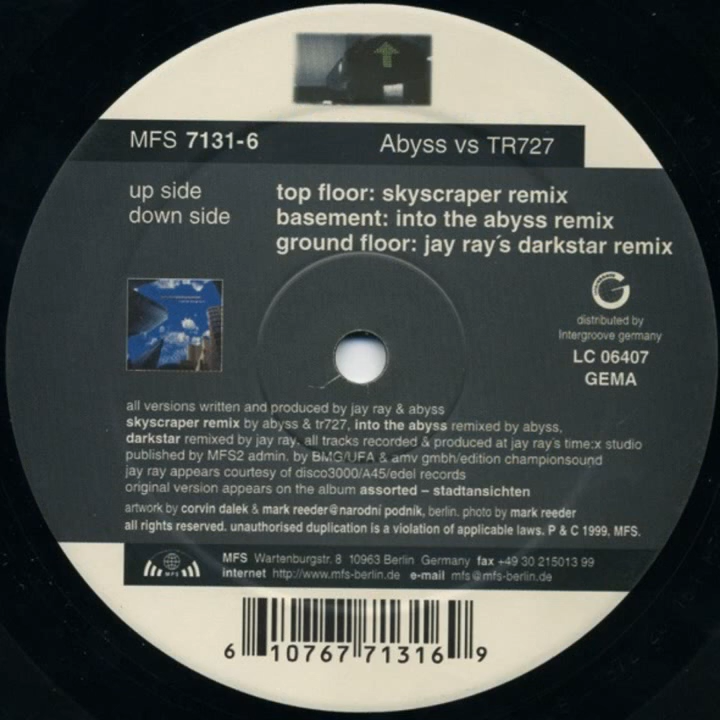 MFS 7131-6 Abyss vs TR727
up side top floor: skyscraper remix
down side basement: into the abyss remix
ground floor: jay ray´s darkstar remix
distributed by
Intergroove germany
LC 06407
GEMA
all versions written and produced by jay ray & abyss
skyscraper remix by abyss & tr727, into the abyss remixed by abyss,
darkstar remixed by jay ray. all tracks recorded & produced at jay ray´s time:x studio
published by MFS2 admin. by BMG/UFA & amv gmbh/edition championsound
jay ray appears courtesy of disco3000/A45/edel records
original version appears on the album assorted – stadtansichten
artwork by corvin dalek & mark reeder@narodní podnik, berlin. photo by mark reeder
all rights reserved. unauthorised duplication is a violation of applicable laws. P & C 1999, MFS.
MFS
MFS Wartenburgstr. 8 10963 Berlin Germany fax +49 30 215013 99
internet http://www.mfs-berlin.de e-mail mfs@mfs-berlin.de
6 10767 71316 9